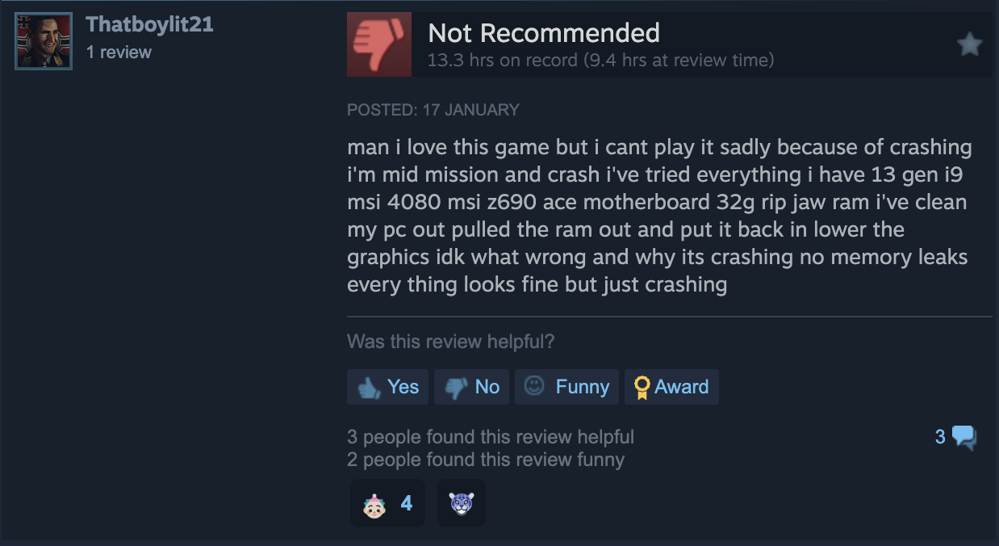 Thatboylit21
1 review
Not Recommended
13.3 hrs on record (9.4 hrs at review time)
POSTED: 17 JANUARY
man i love this game but i cant play it sadly because of crashing
i'm mid mission and crash i've tried everything i have 13 gen i9
msi 4080 msi z690 ace motherboard 32g rip jaw ram i've clean
my pc out pulled the ram out and put it back in lower the
graphics idk what wrong and why its crashing no memory leaks
every thing looks fine but just crashing
Was this review helpful?
Yes No Funny Award
3 people found this review helpful
3
2 people found this review funny
4